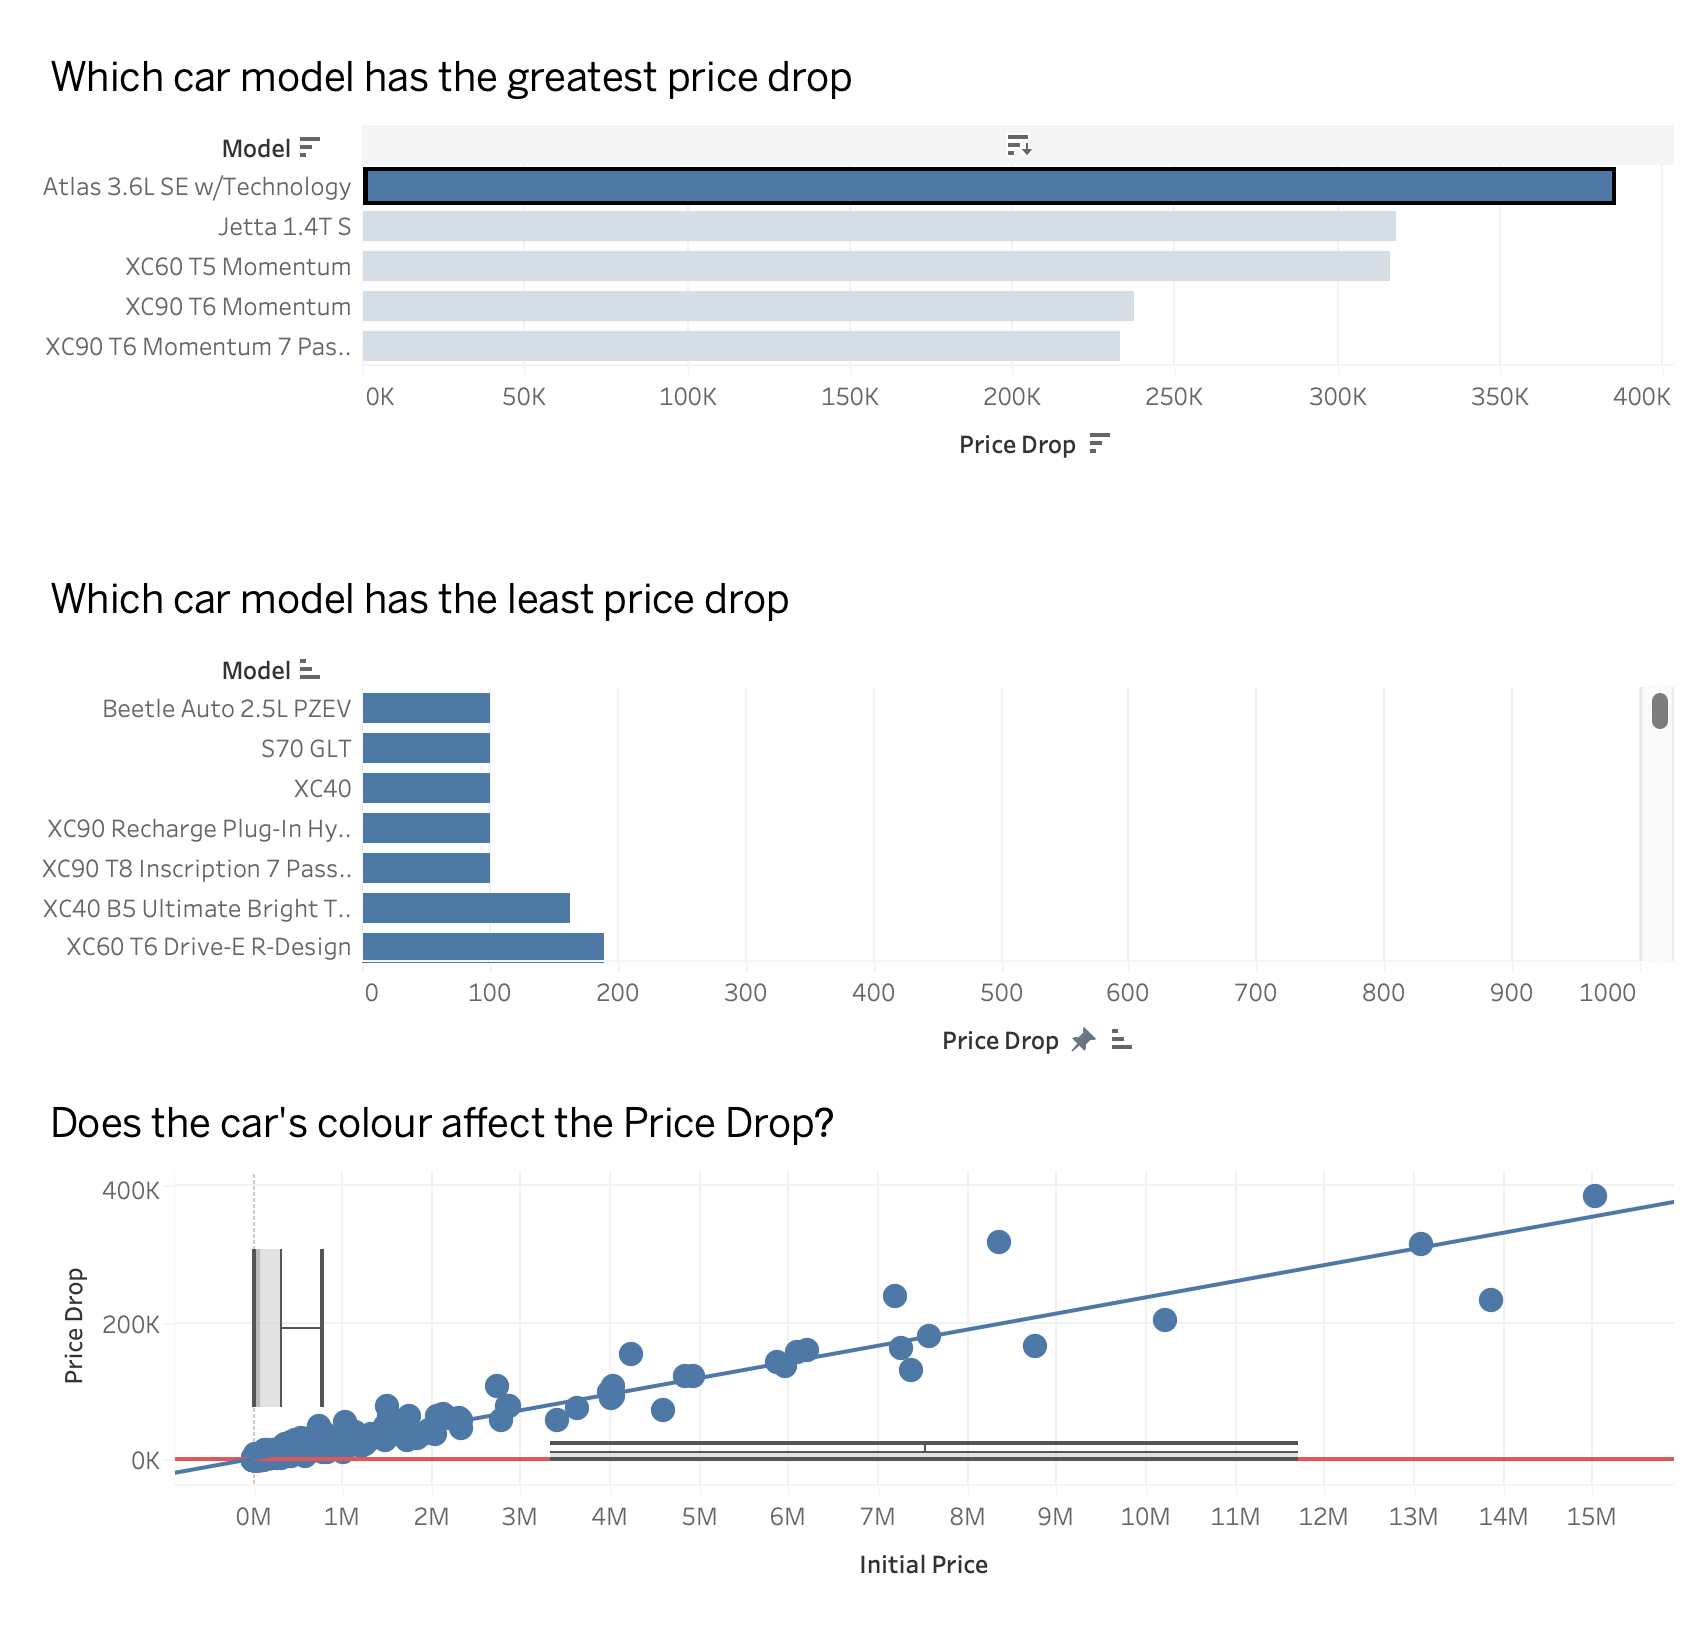 Which car model has the greatest price drop
Model
Atlas 3.6L SE w/Technology
Jetta 1.4T S
XC60 T5 Momentum
XC90 T6 Momentum
XC90 T6 Momentum 7 Pas..
0K 50K 100K 150K 200K 250K 300K 350K 400K
Price Drop
Which car model has the least price drop
Model
Beetle Auto 2.5L PZEV
S70 GLT
XC40
XC90 Recharge Plug-In Hy..
XC90 T8 Inscription 7 Pass..
XC40 B5 Ultimate Bright T..
XC60 T6 Drive-E R-Design
0 100 200 300 400 500 600 700 800 900 1000
Price Drop
Does the car's colour affect the Price Drop?
400K
200K
0K
Price Drop
0M 1M 2M 3M 4M 5M 6M 7M 8M 9M 10M 11M 12M 13M 14M 15M
Initial Price